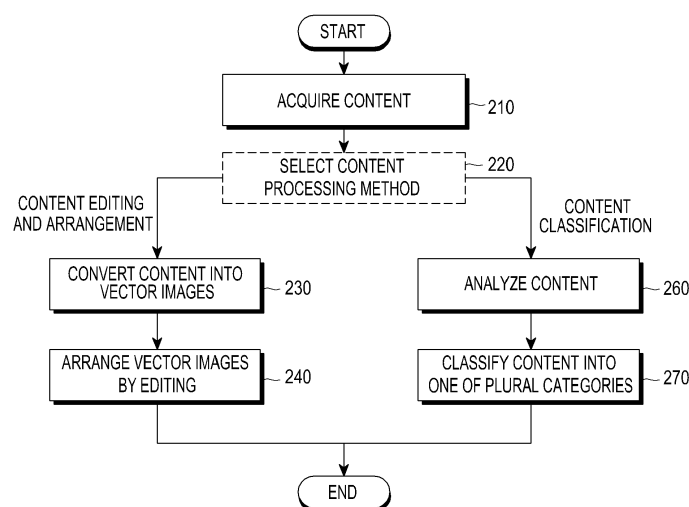 START
ACQUIRE CONTENT
210
SELECT CONTENT
PROCESSING METHOD
220
CONTENT EDITING
AND ARRANGEMENT
CONTENT
CLASSIFICATION
CONVERT CONTENT INTO
VECTOR IMAGES
230
ANALYZE CONTENT
260
ARRANGE VECTOR IMAGES
BY EDITING
240
CLASSIFY CONTENT INTO
ONE OF PLURAL CATEGORIES
270
END